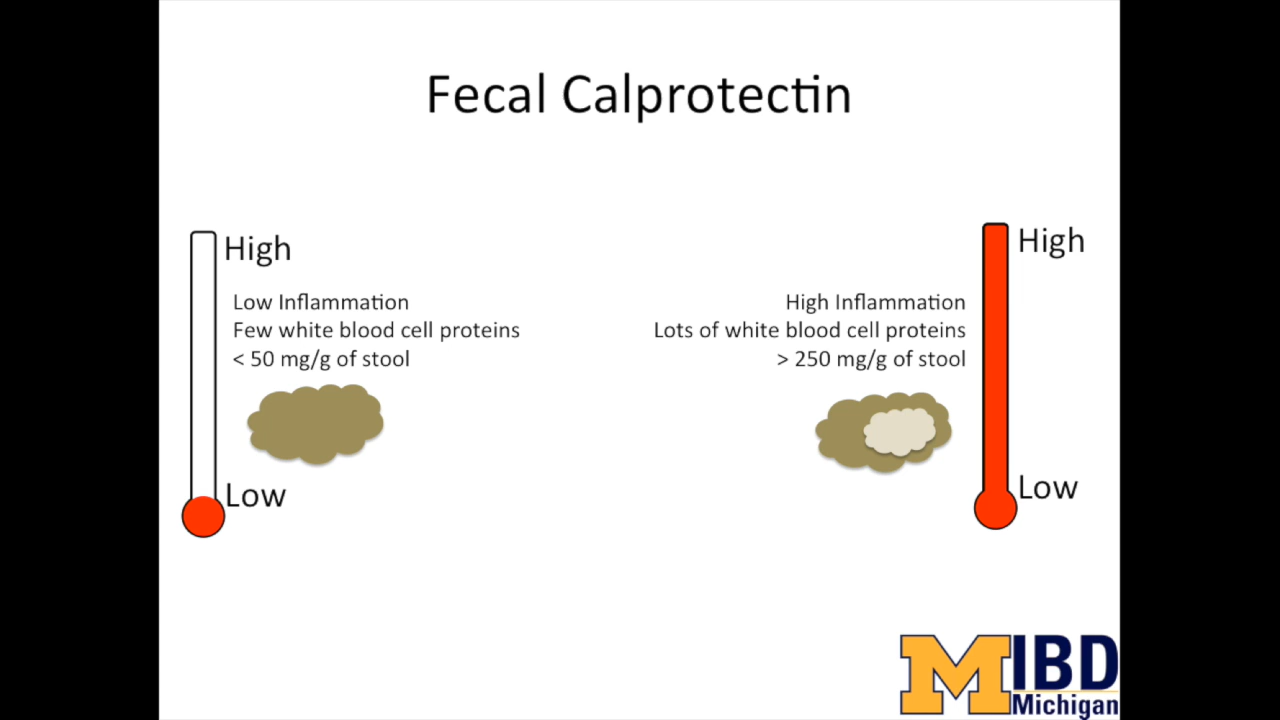 Fecal Calprotectin
High
Low Inflammation
Few white blood cell proteins
< 50 mg/g of stool
Low
High
High Inflammation
Lots of white blood cell proteins
> 250 mg/g of stool
Low
M IBD
Michigan